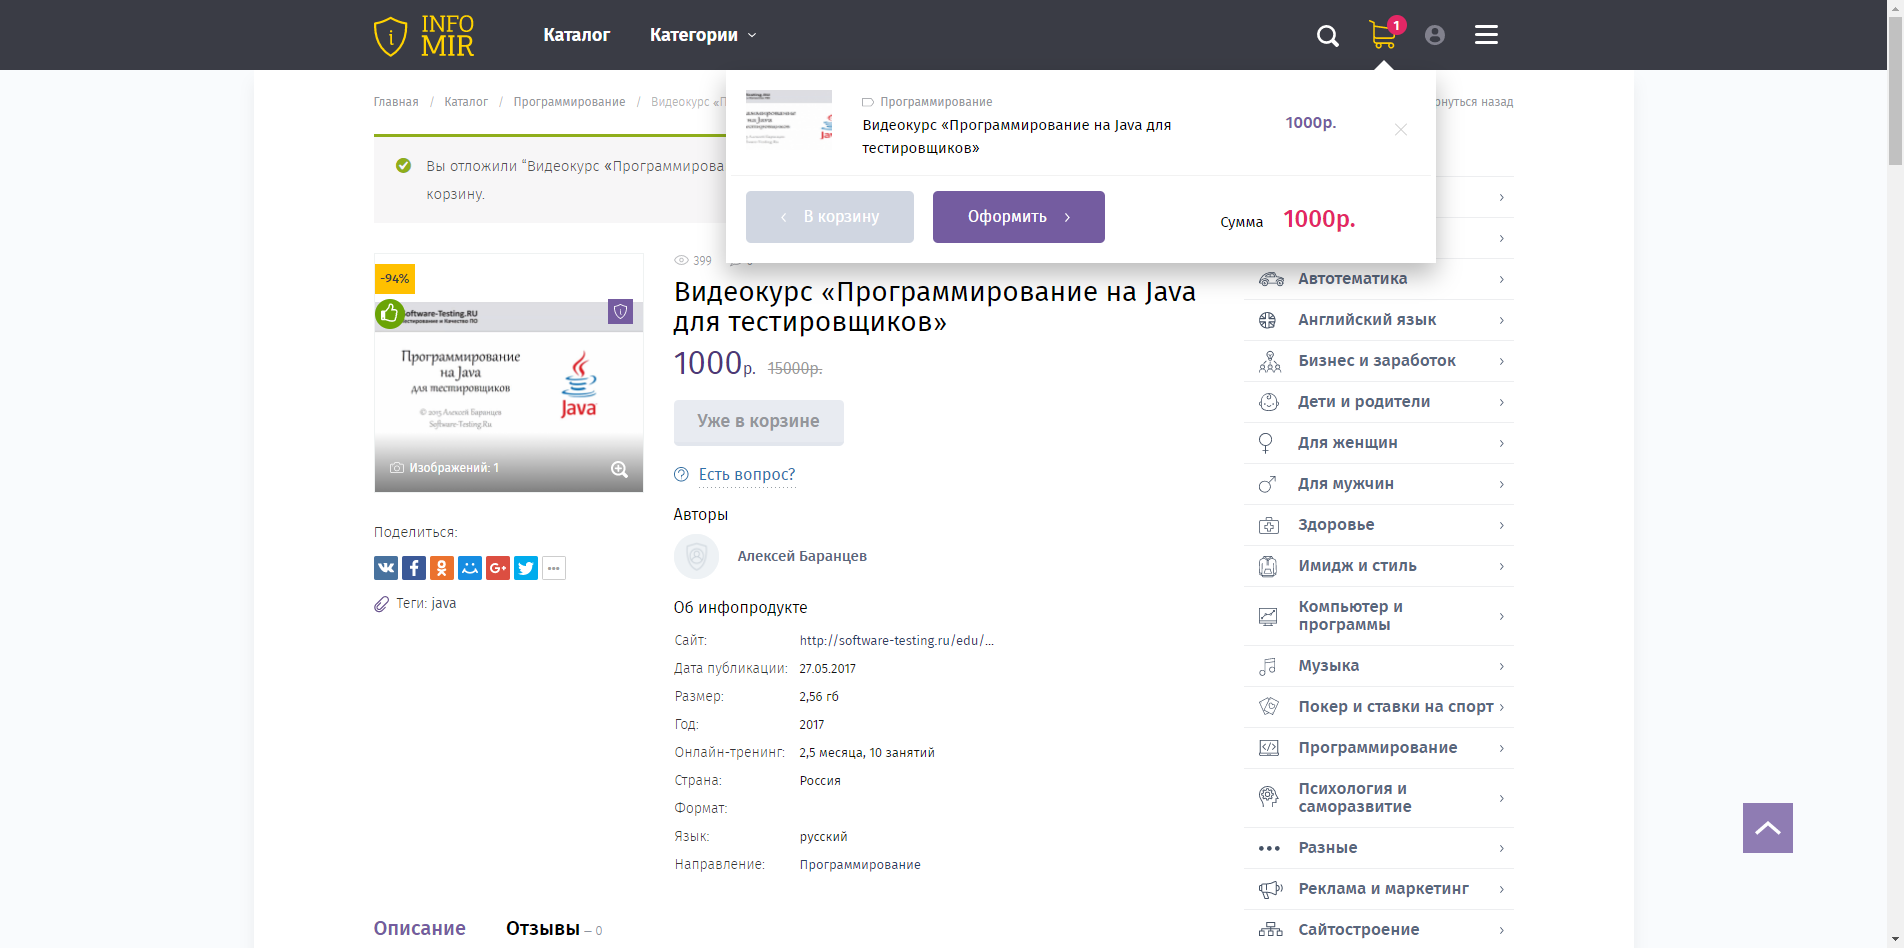 INFO
MIR
Каталог
Категории
1
Главная / Каталог / Программирование / Видеокурс «П
рнуться назад
Программирование
Видеокурс «Программирование на Java для
тестировщиков»
1000р.
Вы отложили “Видеокурс «Программирова
корзину.
В корзину
Оформить
Сумма 1000р.
399
-94%
oftware-Testing.RU
Программирование
на Java
для тестировщиков
© 2015 Алексей Баранцев
Software-Testing.Ru
Java
Изображений: 1
Видеокурс «Программирование на Java
для тестировщиков»
1000р. 15000р.
Уже в корзине
Есть вопрос?
Авторы
Алексей Баранцев
Поделиться:
Теги: java
Об инфопродукте
Сайт: http://software-testing.ru/edu/...
Дата публикации: 27.05.2017
Размер: 2,56 гб
Год: 2017
Онлайн-тренинг: 2,5 месяца, 10 занятий
Страна: Россия
Формат:
Язык: русский
Направление: Программирование
Описание
Отзывы – 0
Автотематика
Английский язык
Бизнес и заработок
Дети и родители
Для женщин
Для мужчин
Здоровье
Имидж и стиль
Компьютер и
программы
Музыка
Покер и ставки на спорт
Программирование
Психология и
саморазвитие
Разные
Реклама и маркетинг
Сайтостроение